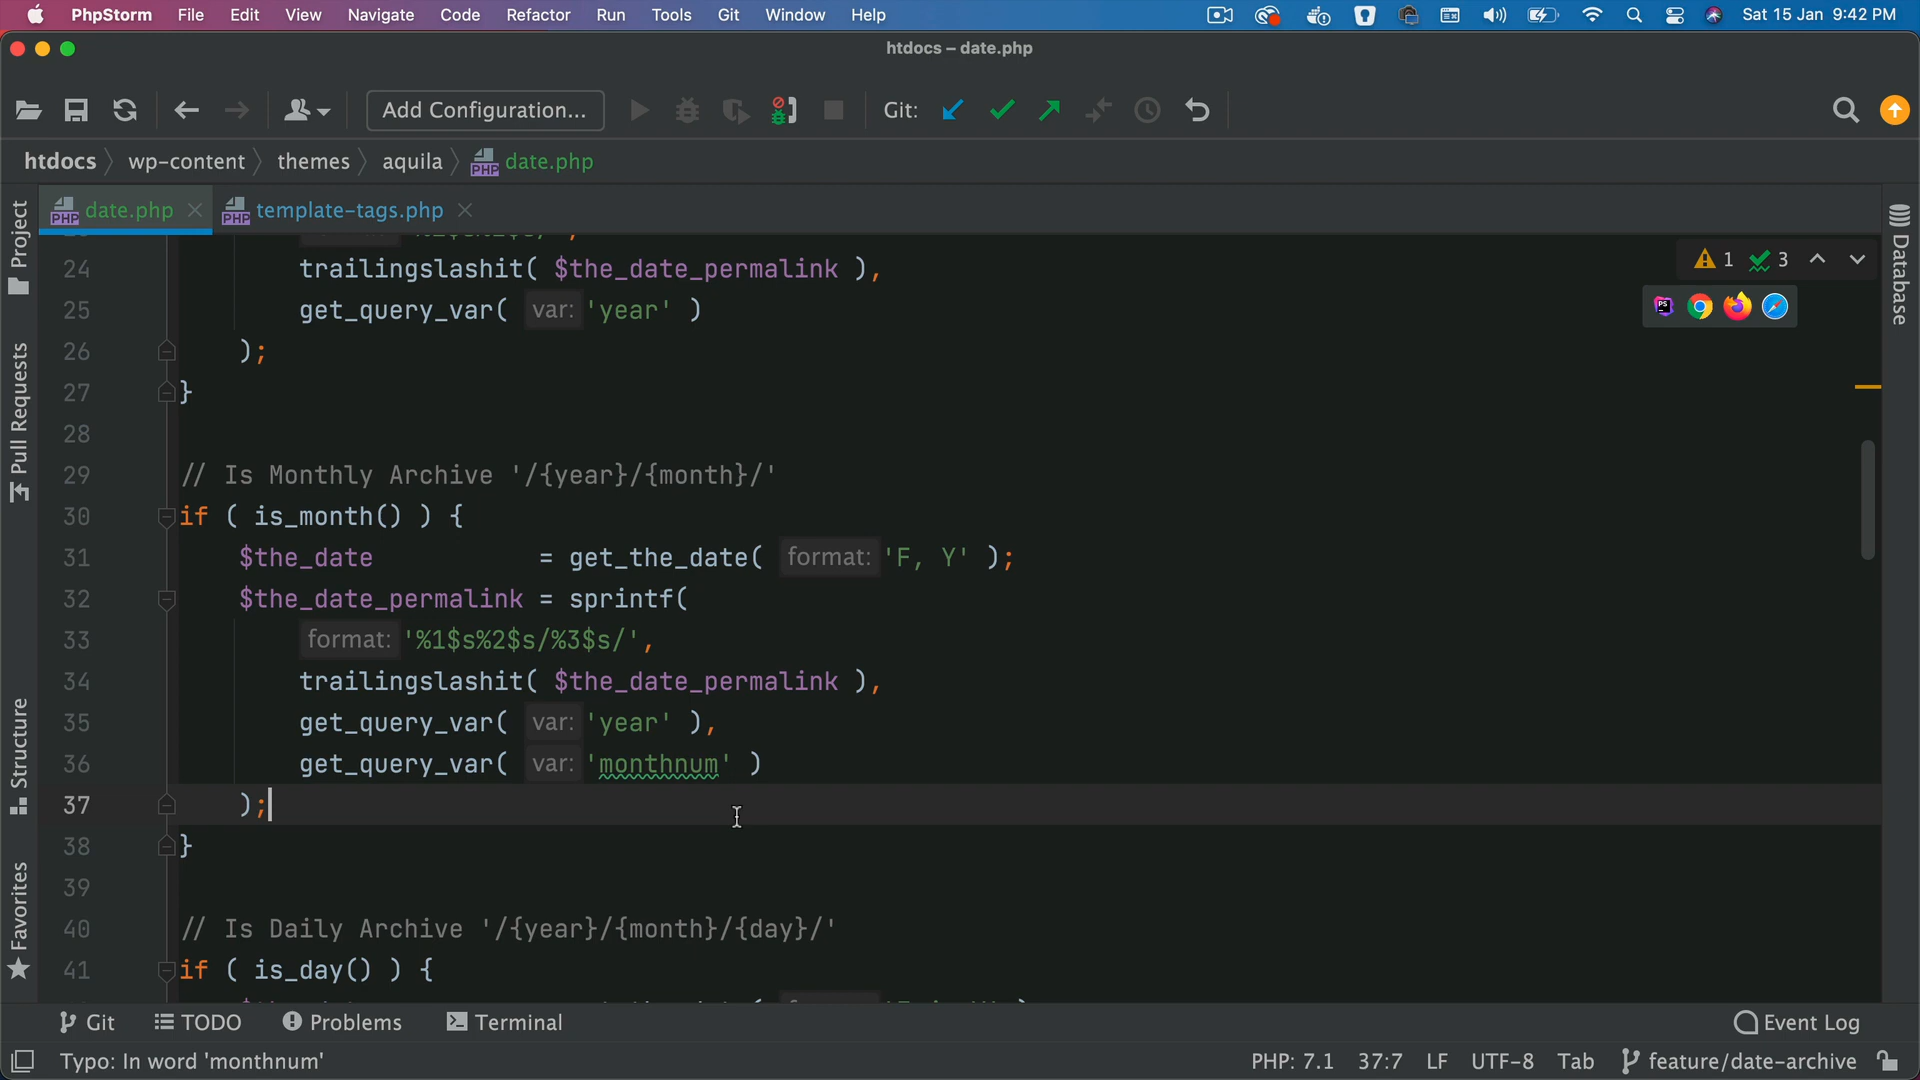 PhpStorm File Edit View Navigate Code Refactor Run Tools Git Window Help Sat 15 Jan 9:42 PM
htdocs – date.php
Add Configuration... Git:
htdocs wp-content themes aquila date.php
date.php template-tags.php
Project
Pull Requests
Structure
Favorites
Database
1 3
24 trailingslashit( $the_date_permalink ),
25 get_query_var( var: 'year' )
26 );
27 }
28
29 // Is Monthly Archive '/{year}/{month}/'
30 if ( is_month() ) {
31 $the_date = get_the_date( format: 'F, Y' );
32 $the_date_permalink = sprintf(
33 format: '%1$s%2$s/%3$s/',
34 trailingslashit( $the_date_permalink ),
35 get_query_var( var: 'year' ),
36 get_query_var( var: 'monthnum' )
37 );
38 }
39
40 // Is Daily Archive '/{year}/{month}/{day}/'
41 if ( is_day() ) {
Git TODO Problems Terminal Event Log
Typo: In word 'monthnum' PHP: 7.1 37:7 LF UTF-8 Tab feature/date-archive